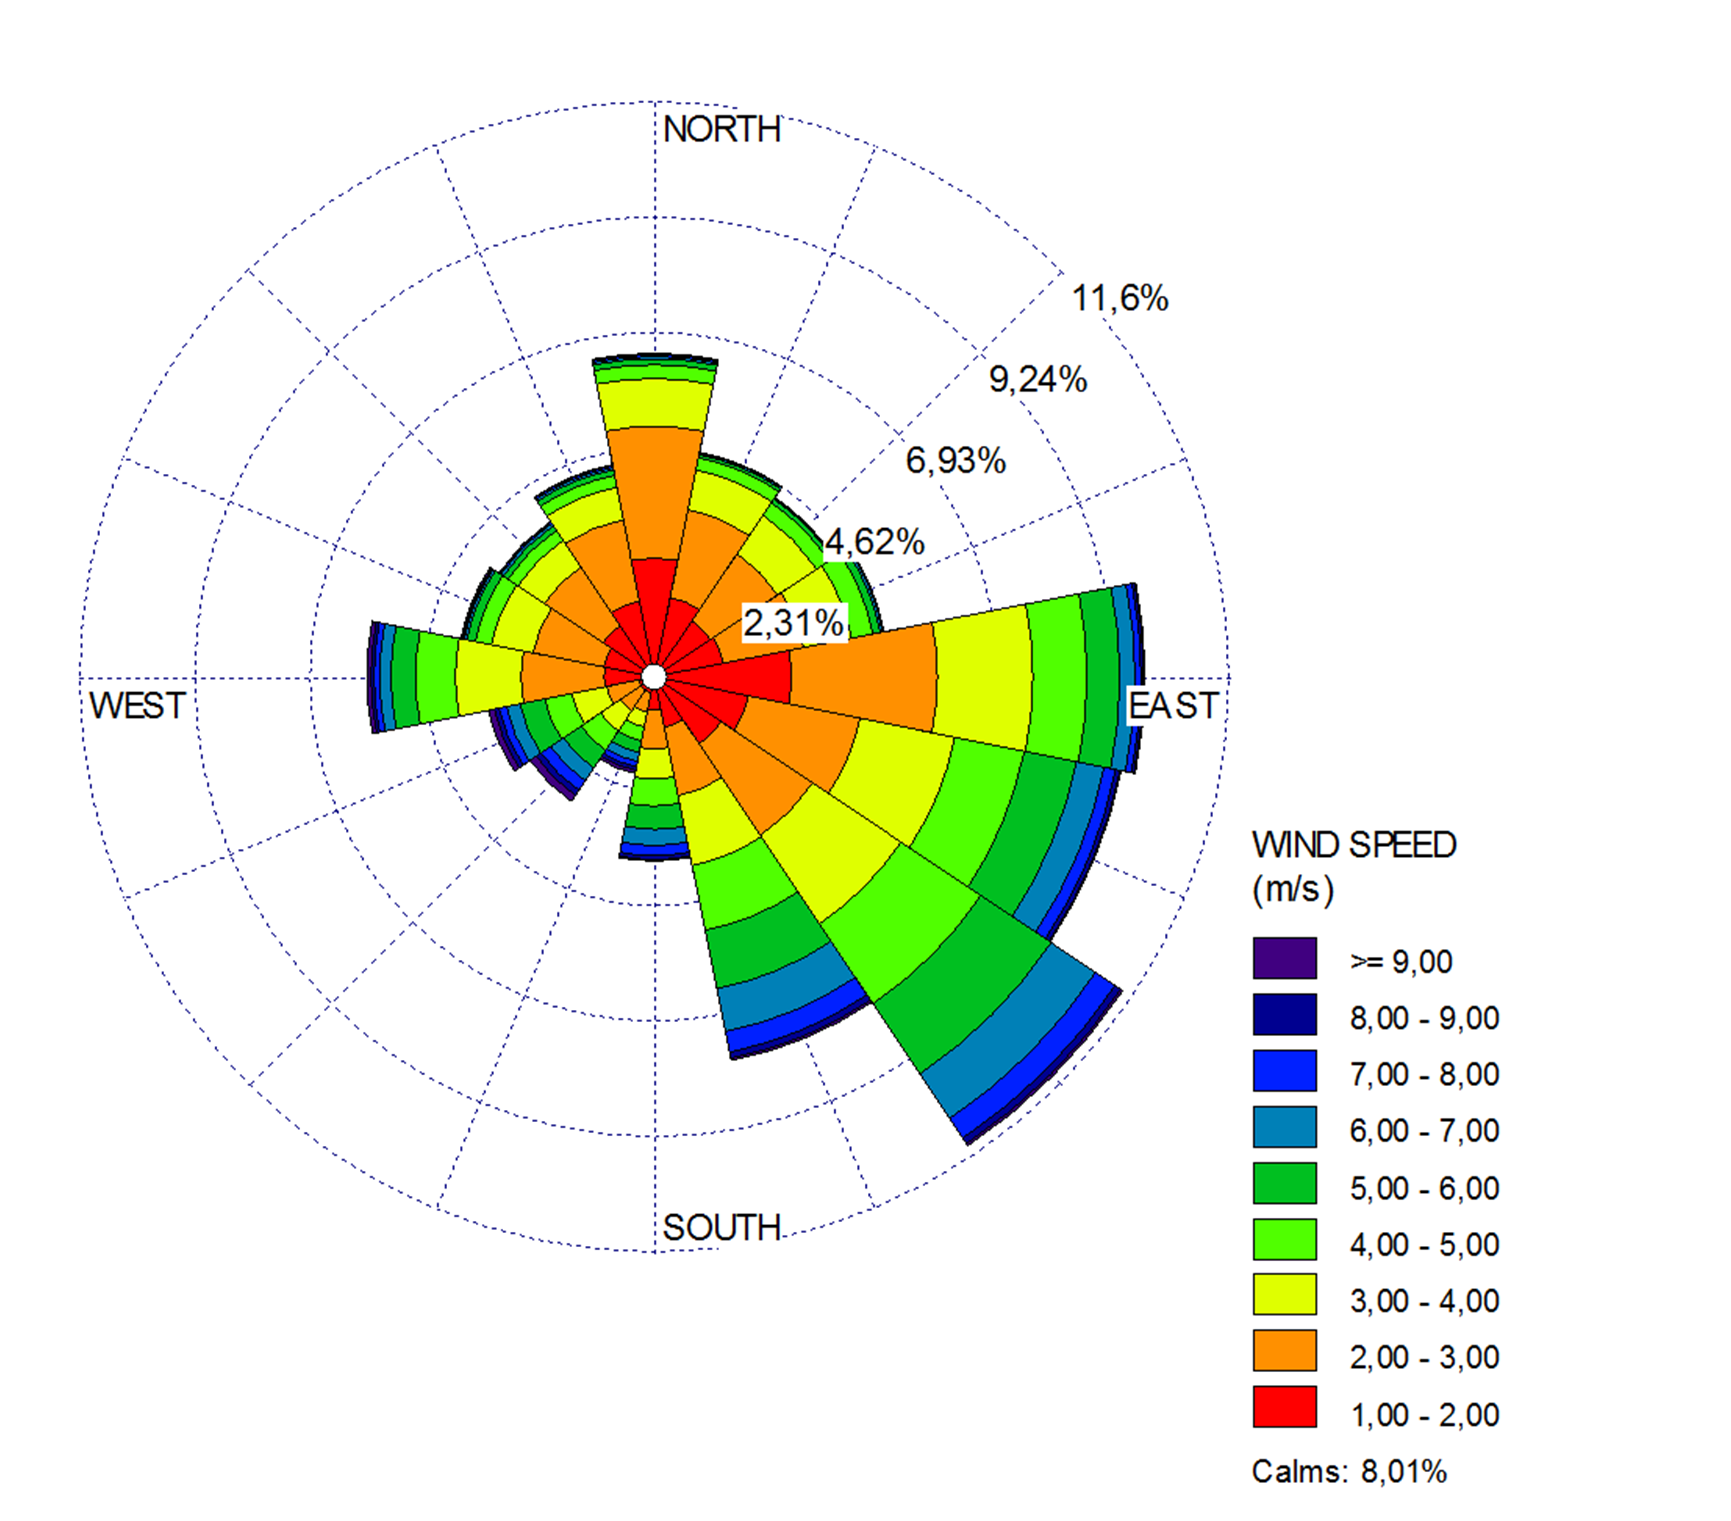 NORTH
11,6%
9,24%
6,93%
4,62%
2,31%
WEST
EAST
SOUTH
WIND SPEED
(m/s)
>= 9,00
8,00 - 9,00
7,00 - 8,00
6,00 - 7,00
5,00 - 6,00
4,00 - 5,00
3,00 - 4,00
2,00 - 3,00
1,00 - 2,00
Calms: 8,01%